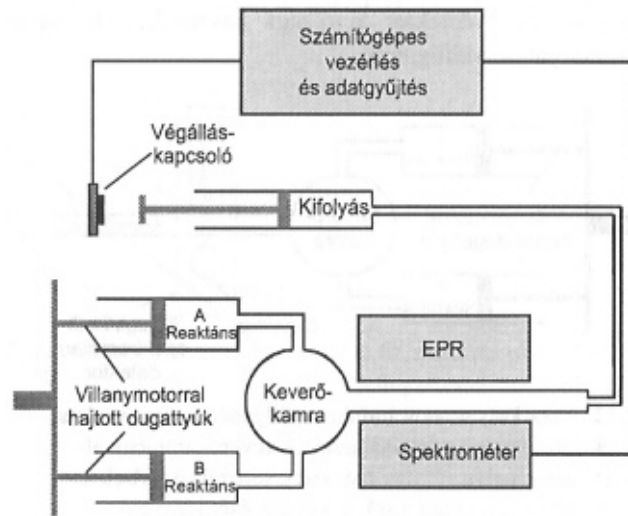 Számítógépes
vezérlés
és adatgyűjtés
Végállás-
kapcsoló
Kifolyás
A
Reaktáns
EPR
Villanymotorral
hajtott dugattyúk
Keverő-
kamra
B
Reaktáns
Spektrométer